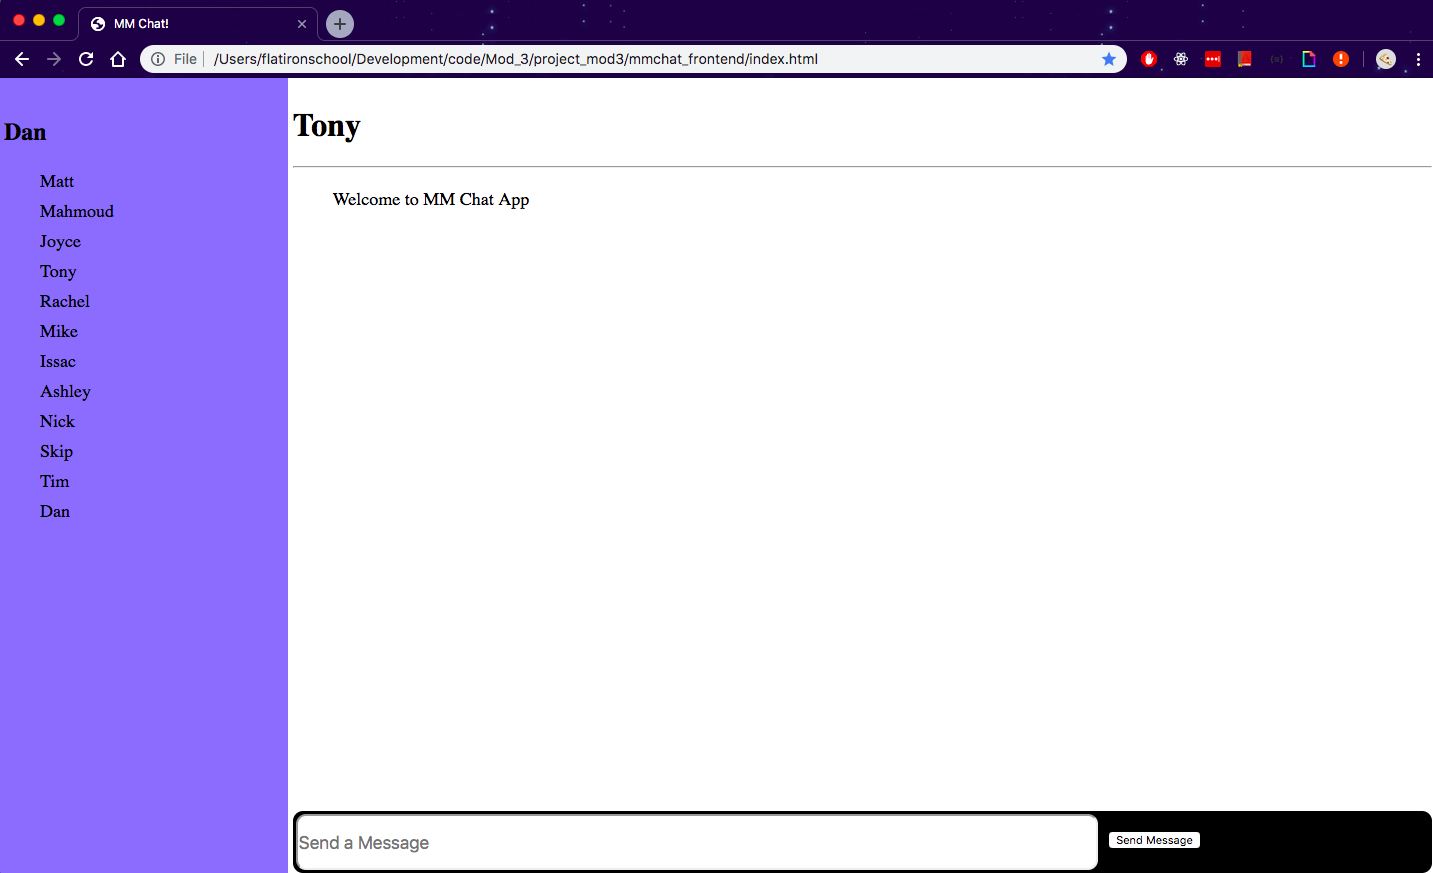 MM Chat!
File /Users/flatironschool/Development/code/Mod_3/project_mod3/mmchat_frontend/index.html
Dan
Matt
Mahmoud
Joyce
Tony
Rachel
Mike
Issac
Ashley
Nick
Skip
Tim
Dan
Tony
Welcome to MM Chat App
Send a Message
Send Message